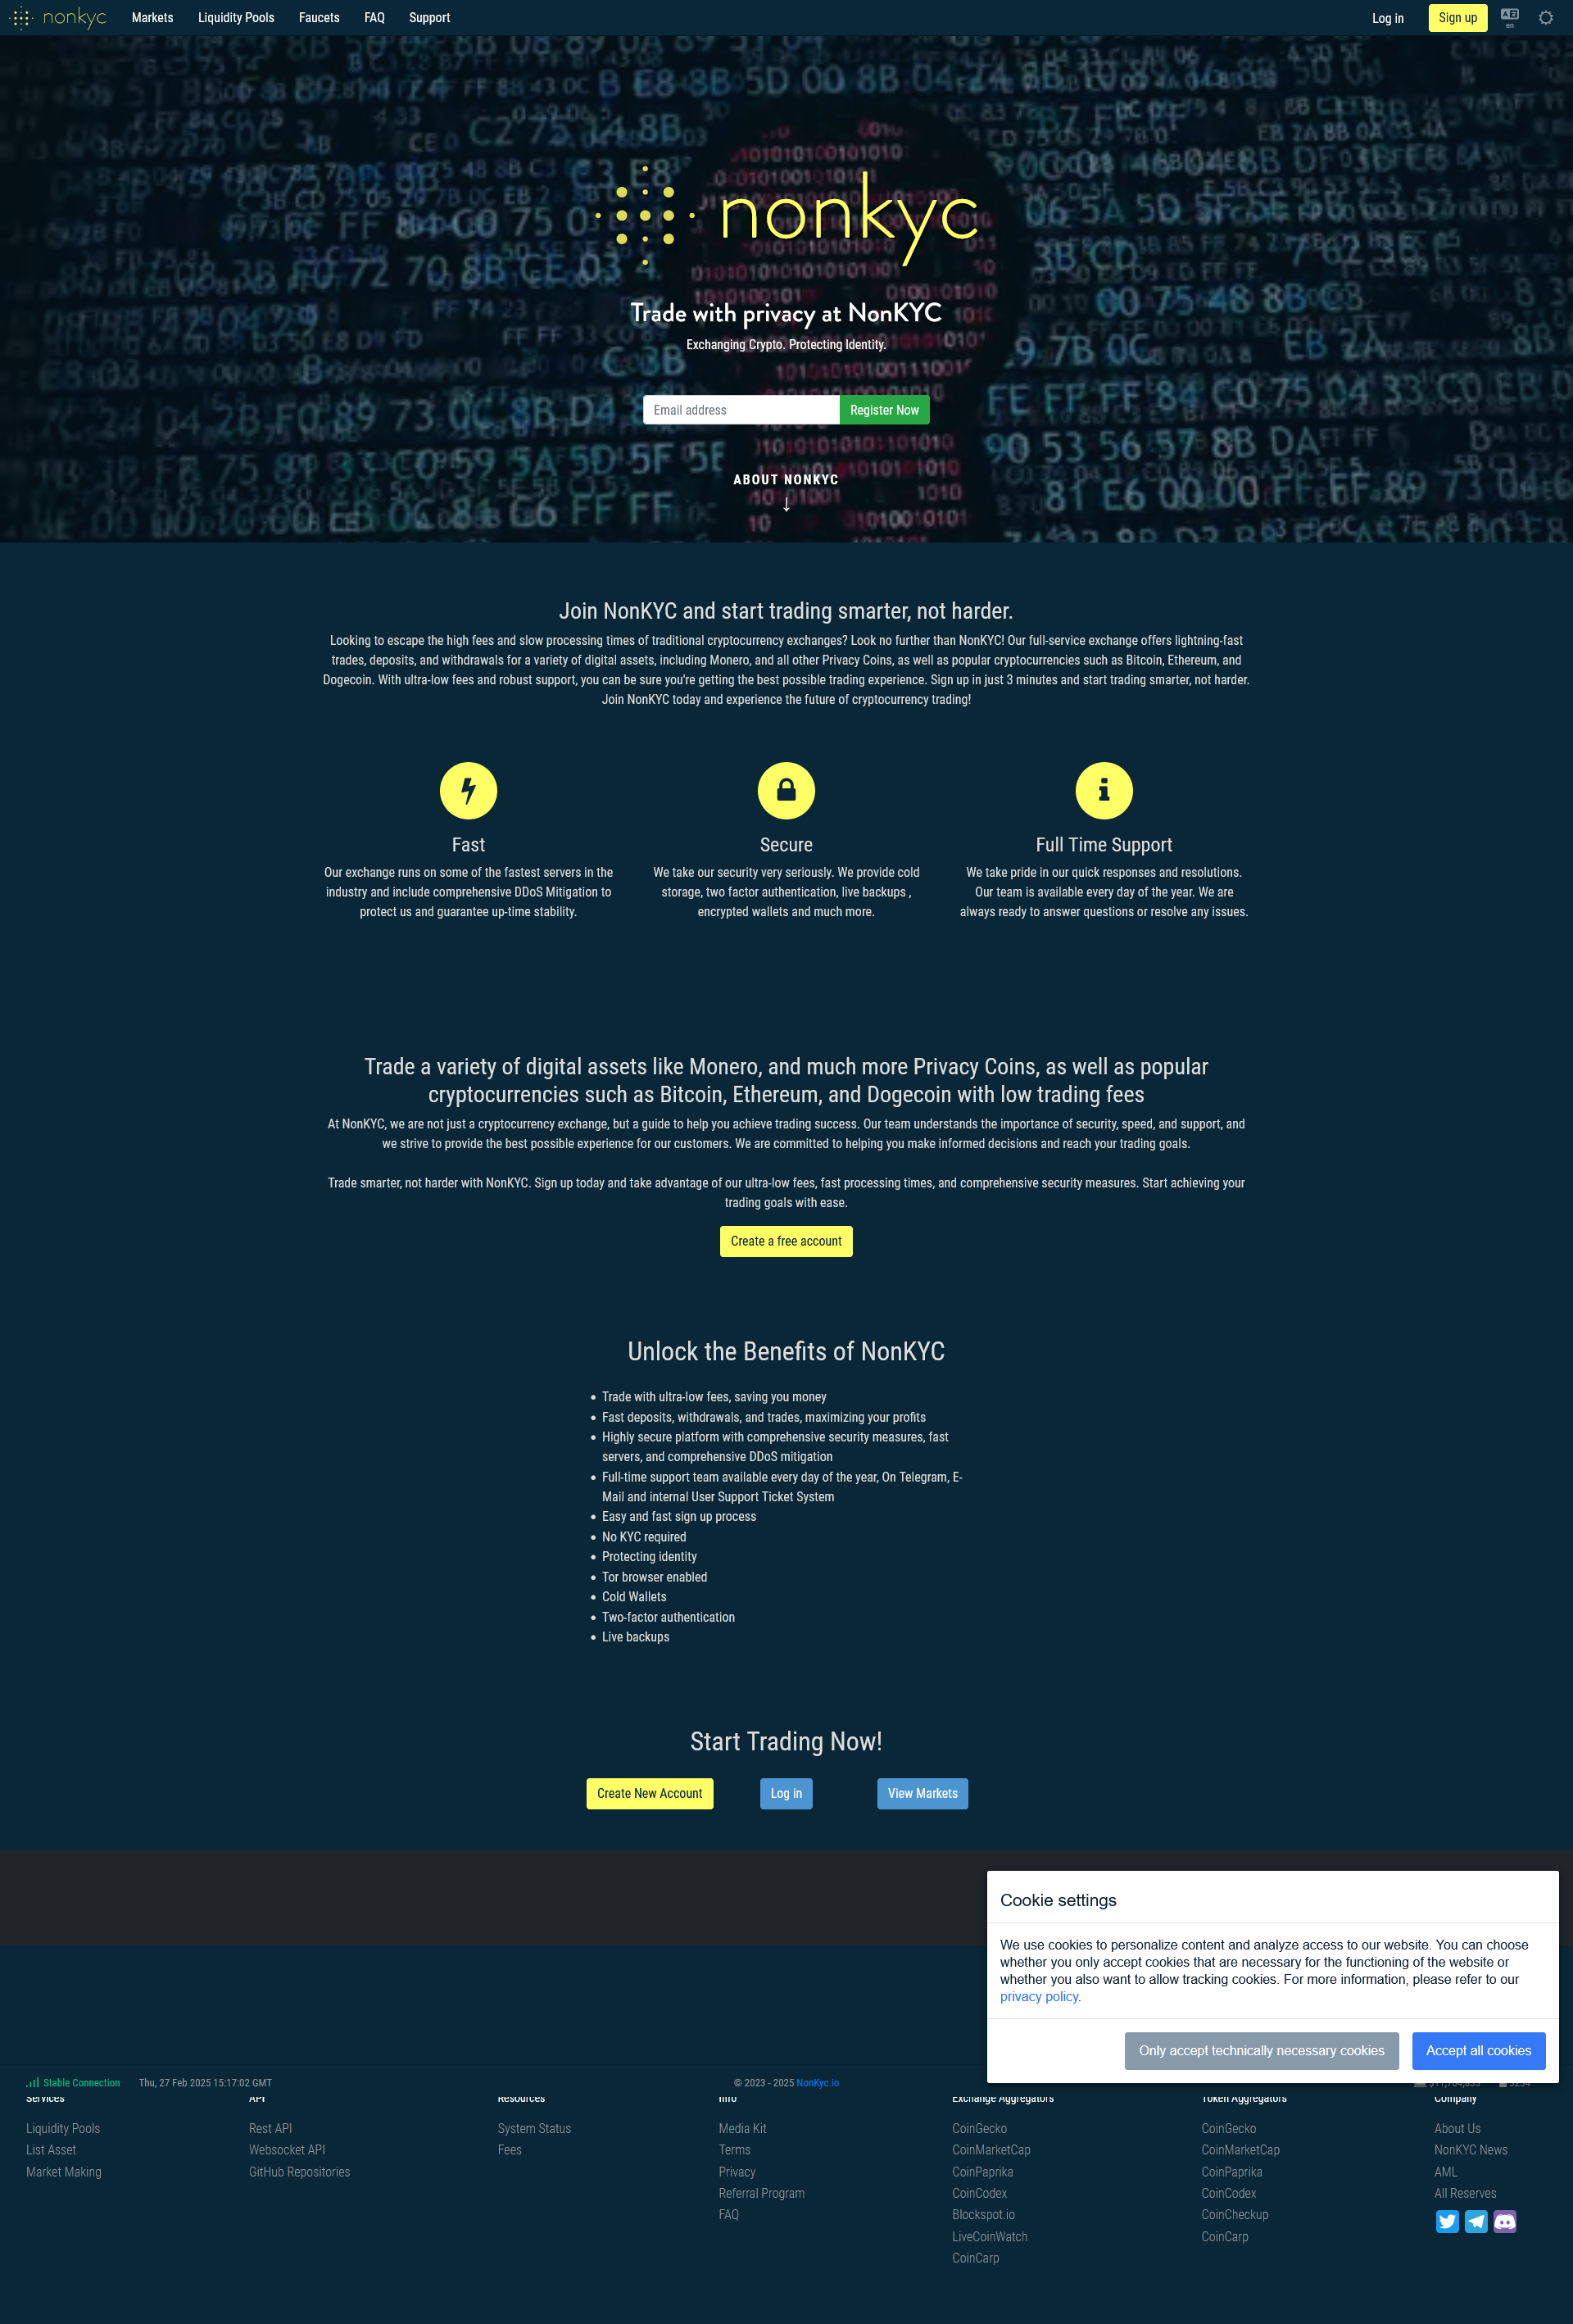 nonkyc
Markets
Liquidity Pools
Faucets
FAQ
Support
Log in
Sign up
en
nonkyc
Trade with privacy at NonKYC
Exchanging Crypto. Protecting Identity.
Email address
Register Now
ABOUT NONKYC
↓
Join NonKYC and start trading smarter, not harder.
Looking to escape the high fees and slow processing times of traditional cryptocurrency exchanges? Look no further than NonKYC! Our full-service exchange offers lightning-fast
trades, deposits, and withdrawals for a variety of digital assets, including Monero, and all other Privacy Coins, as well as popular cryptocurrencies such as Bitcoin, Ethereum, and
Dogecoin. With ultra-low fees and robust support, you can be sure you're getting the best possible trading experience. Sign up in just 3 minutes and start trading smarter, not harder.
Join NonKYC today and experience the future of cryptocurrency trading!
Fast
Our exchange runs on some of the fastest servers in the
industry and include comprehensive DDoS Mitigation to
protect us and guarantee up-time stability.
Secure
We take our security very seriously. We provide cold
storage, two factor authentication, live backups ,
encrypted wallets and much more.
Full Time Support
We take pride in our quick responses and resolutions.
Our team is available every day of the year. We are
always ready to answer questions or resolve any issues.
Trade a variety of digital assets like Monero, and much more Privacy Coins, as well as popular
cryptocurrencies such as Bitcoin, Ethereum, and Dogecoin with low trading fees
At NonKYC, we are not just a cryptocurrency exchange, but a guide to help you achieve trading success. Our team understands the importance of security, speed, and support, and
we strive to provide the best possible experience for our customers. We are committed to helping you make informed decisions and reach your trading goals.
Trade smarter, not harder with NonKYC. Sign up today and take advantage of our ultra-low fees, fast processing times, and comprehensive security measures. Start achieving your
trading goals with ease.
Create a free account
Unlock the Benefits of NonKYC
Trade with ultra-low fees, saving you money
Fast deposits, withdrawals, and trades, maximizing your profits
Highly secure platform with comprehensive security measures, fast
servers, and comprehensive DDoS mitigation
Full-time support team available every day of the year, On Telegram, E-
Mail and internal User Support Ticket System
Easy and fast sign up process
No KYC required
Protecting identity
Tor browser enabled
Cold Wallets
Two-factor authentication
Live backups
Start Trading Now!
Create New Account
Log in
View Markets
Cookie settings
We use cookies to personalize content and analyze access to our website. You can choose
whether you only accept cookies that are necessary for the functioning of the website or
whether you also want to allow tracking cookies. For more information, please refer to our
privacy policy.
Only accept technically necessary cookies
Accept all cookies
Stable Connection
Thu, 27 Feb 2025 15:17:02 GMT
© 2023 - 2025 NonKyc.io
Services
Liquidity Pools
List Asset
Market Making
API
Rest API
Websocket API
GitHub Repositories
Resources
System Status
Fees
Info
Media Kit
Terms
Privacy
Referral Program
FAQ
Exchange Aggregators
CoinGecko
CoinMarketCap
CoinPaprika
CoinCodex
Blockspot.io
LiveCoinWatch
CoinCarp
Token Aggregators
CoinGecko
CoinMarketCap
CoinPaprika
CoinCodex
CoinCheckup
CoinCarp
Company
About Us
NonKYC News
AML
All Reserves